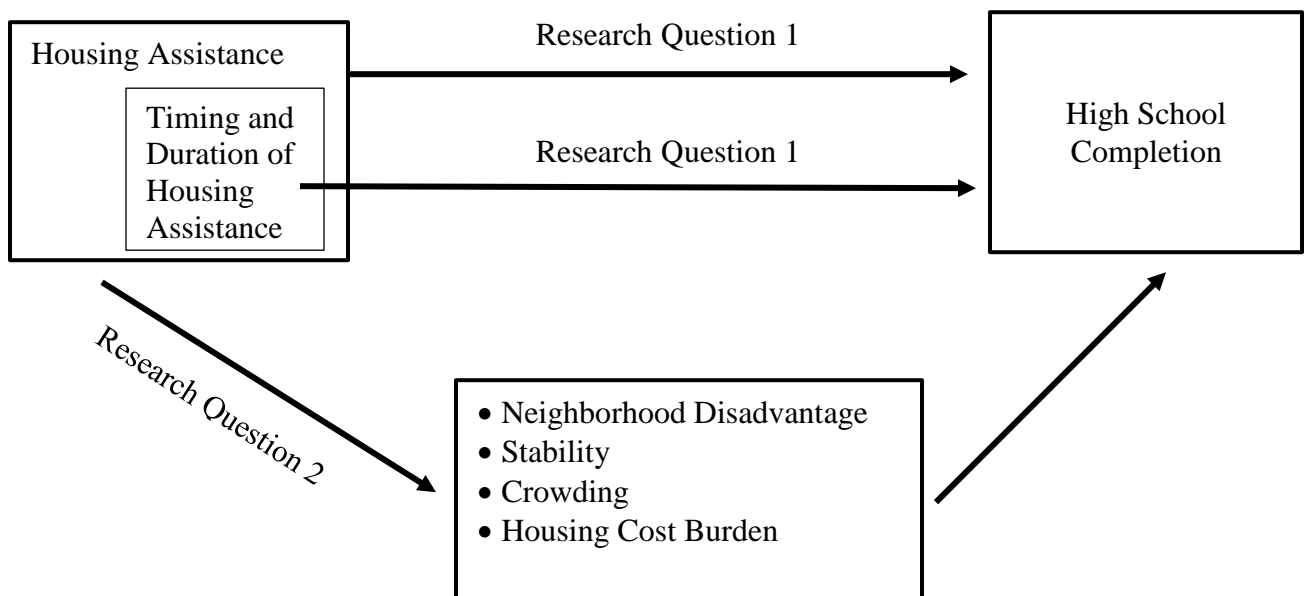 Housing Assistance
Timing and
Duration of
Housing
Assistance
Research Question 1
Research Question 1
High School
Completion
Research Question 2
• Neighborhood Disadvantage
• Stability
• Crowding
• Housing Cost Burden